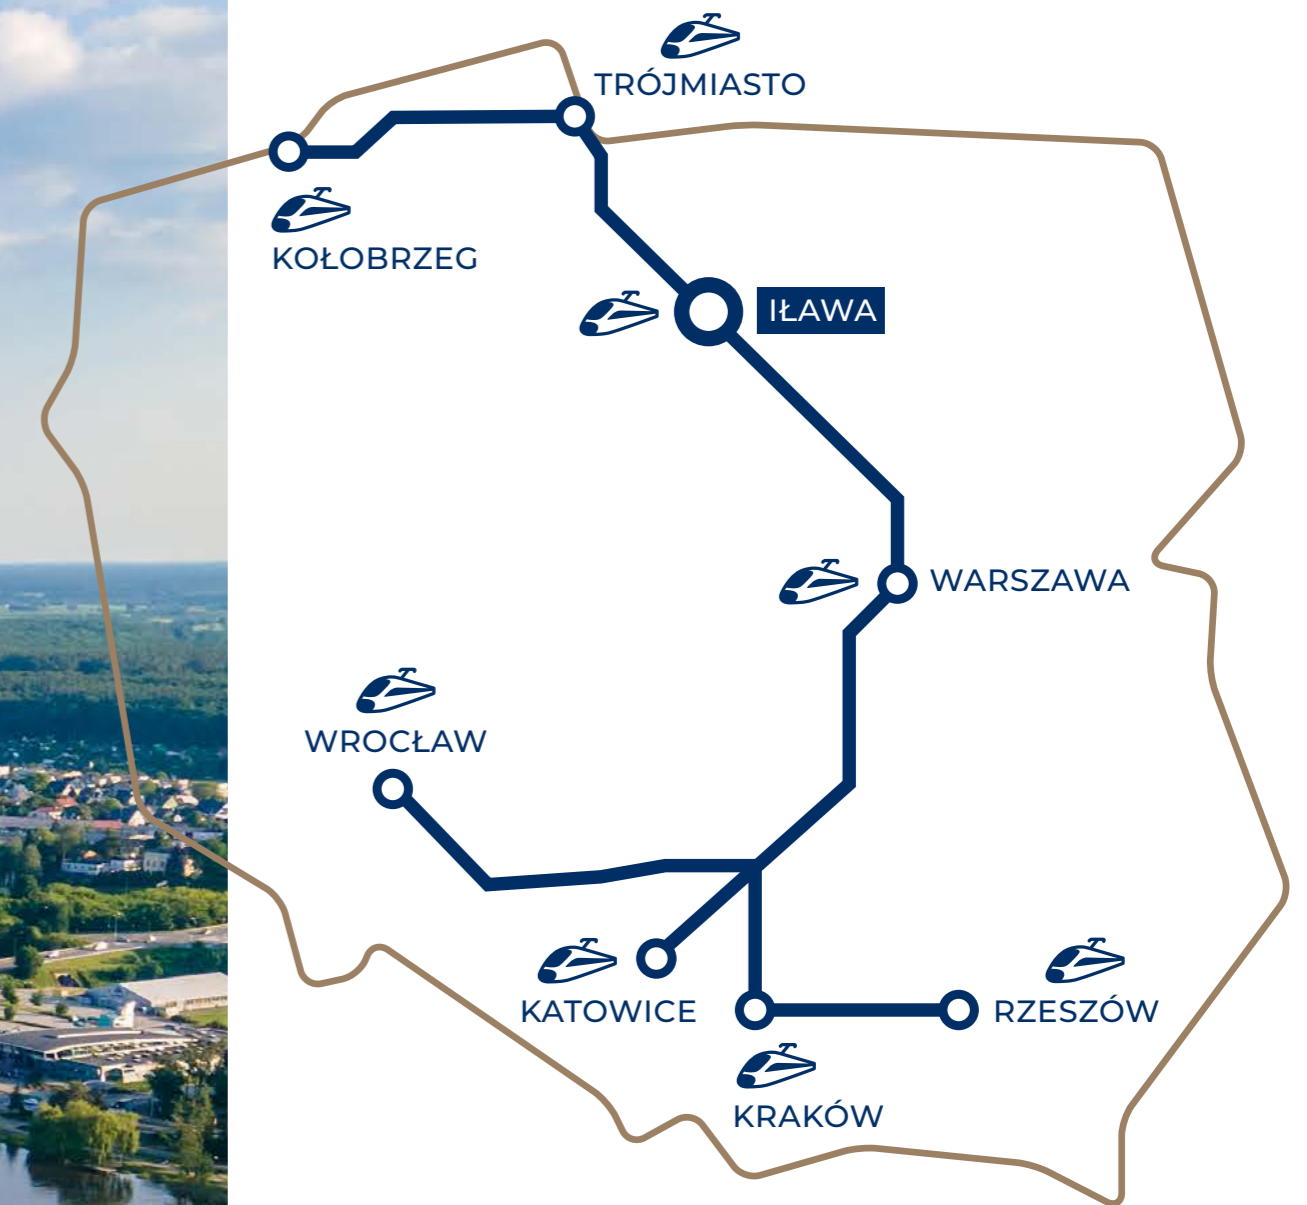 TRÓJMIASTO
KOŁOBRZEG
IŁAWA
WARSZAWA
WROCŁAW
KATOWICE
RZESZÓW
KRAKÓW